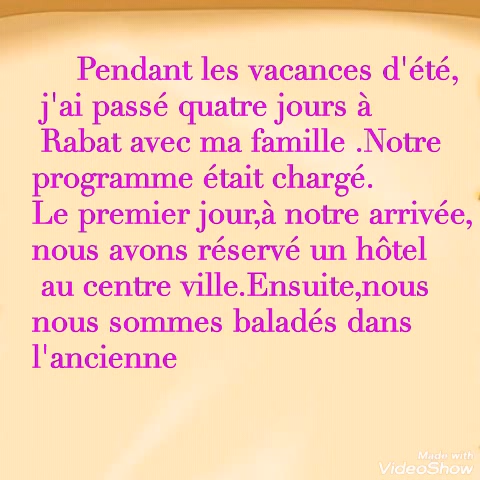 Pendant les vacances d'été,
j'ai passé quatre jours à
Rabat avec ma famille .Notre
programme était chargé.
Le premier jour,à notre arrivée,
nous avons réservé un hôtel
au centre ville.Ensuite,nous
nous sommes baladés dans
l'ancienne
Made with
VideoShow